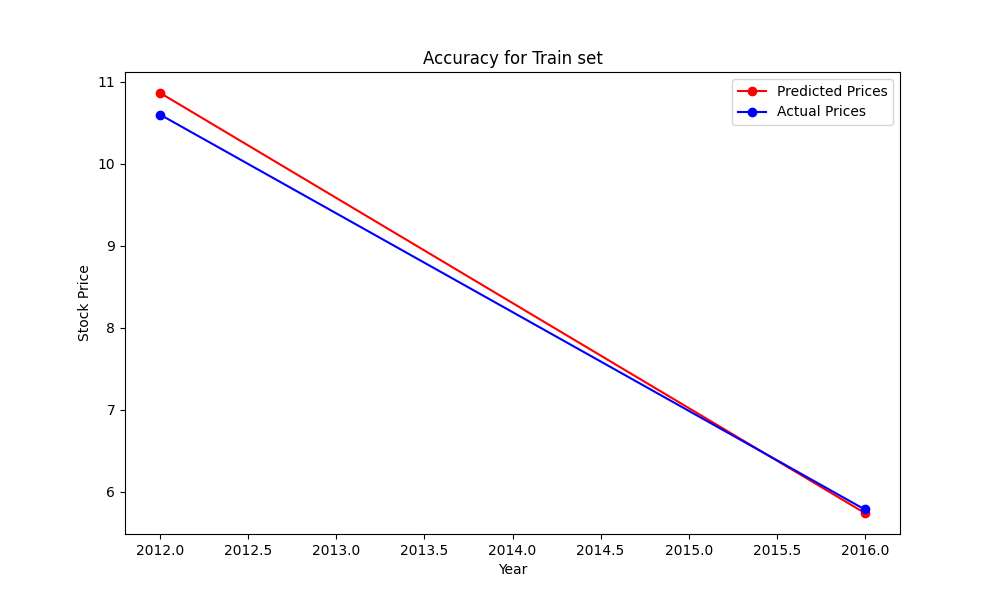 Accuracy for Train set
Predicted Prices
Actual Prices
11
10
9
8
7
6
Stock Price
2012.0 2012.5 2013.0 2013.5 2014.0 2014.5 2015.0 2015.5 2016.0
Year